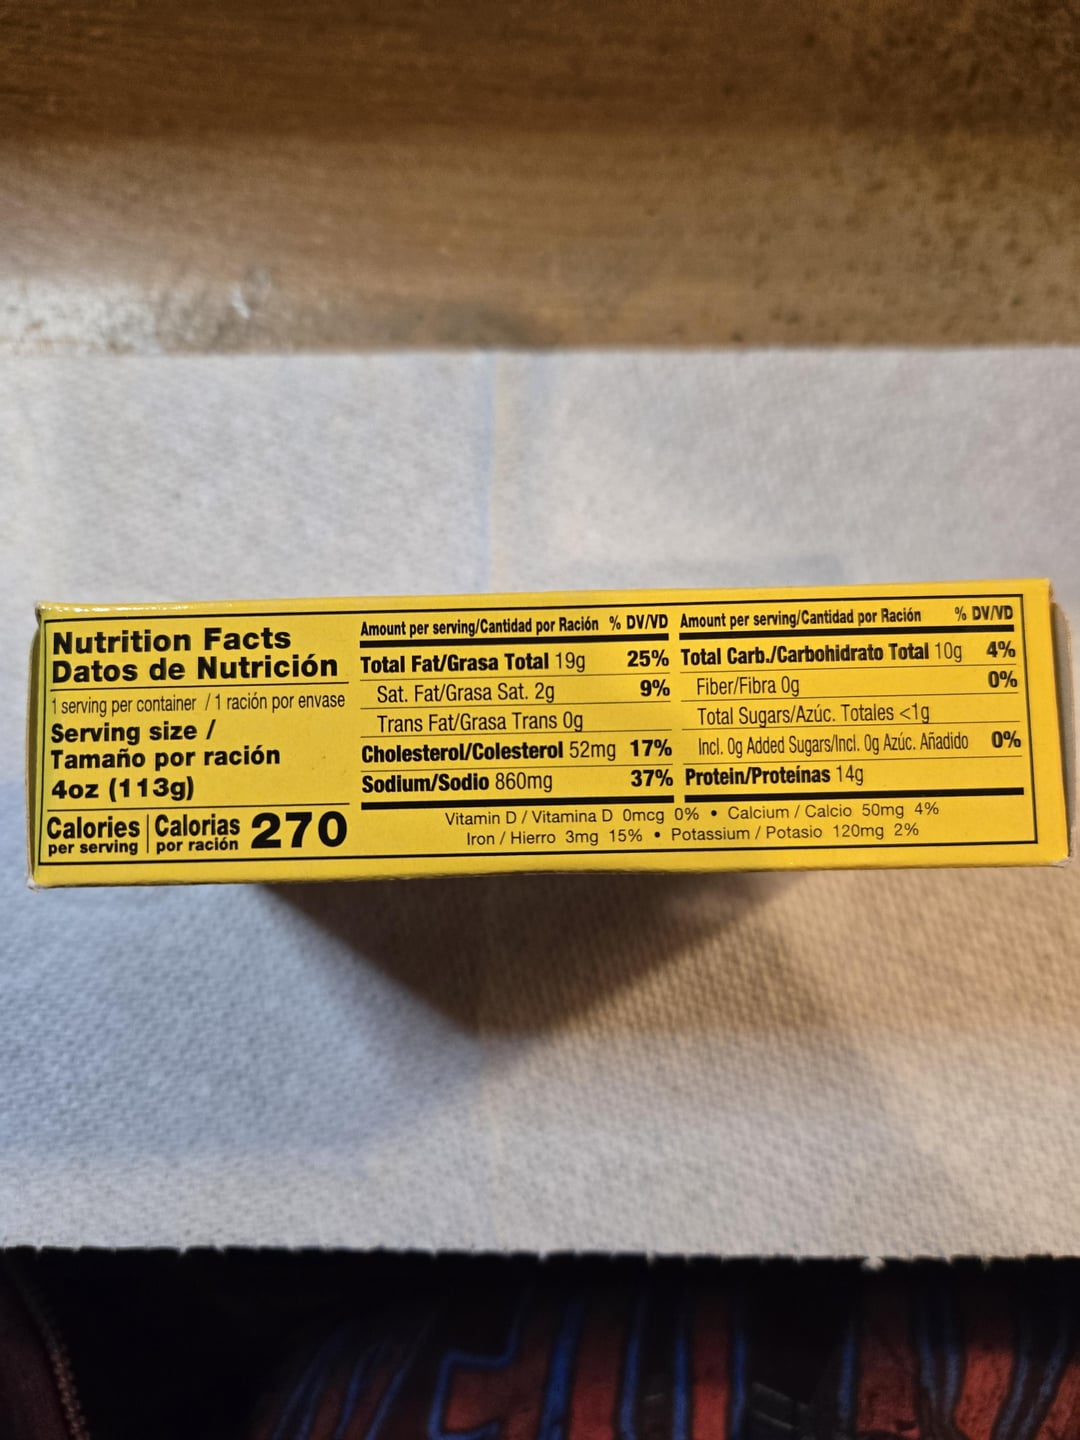 Nutrition Facts
Datos de Nutrición
1 serving per container / 1 ración por envase
Serving size /
Tamaño por ración
4oz (113g)
Calories | Calorias 270
per serving | por ración
Amount per serving/Cantidad por Ración % DV/VD
Total Fat/Grasa Total 19g 25%
Sat. Fat/Grasa Sat. 2g 9%
Trans Fat/Grasa Trans 0g
Cholesterol/Colesterol 52mg 17%
Sodium/Sodio 860mg 37%
Amount per serving/Cantidad por Ración % DV/VD
Total Carb./Carbohidrato Total 10g 4%
Fiber/Fibra 0g 0%
Total Sugars/Azúc. Totales <1g
Incl. 0g Added Sugars/Incl. 0g Azúc. Añadido 0%
Protein/Proteínas 14g
Vitamin D / Vitamina D 0mcg 0% • Calcium / Calcio 50mg 4%
Iron / Hierro 3mg 15% • Potassium / Potasio 120mg 2%